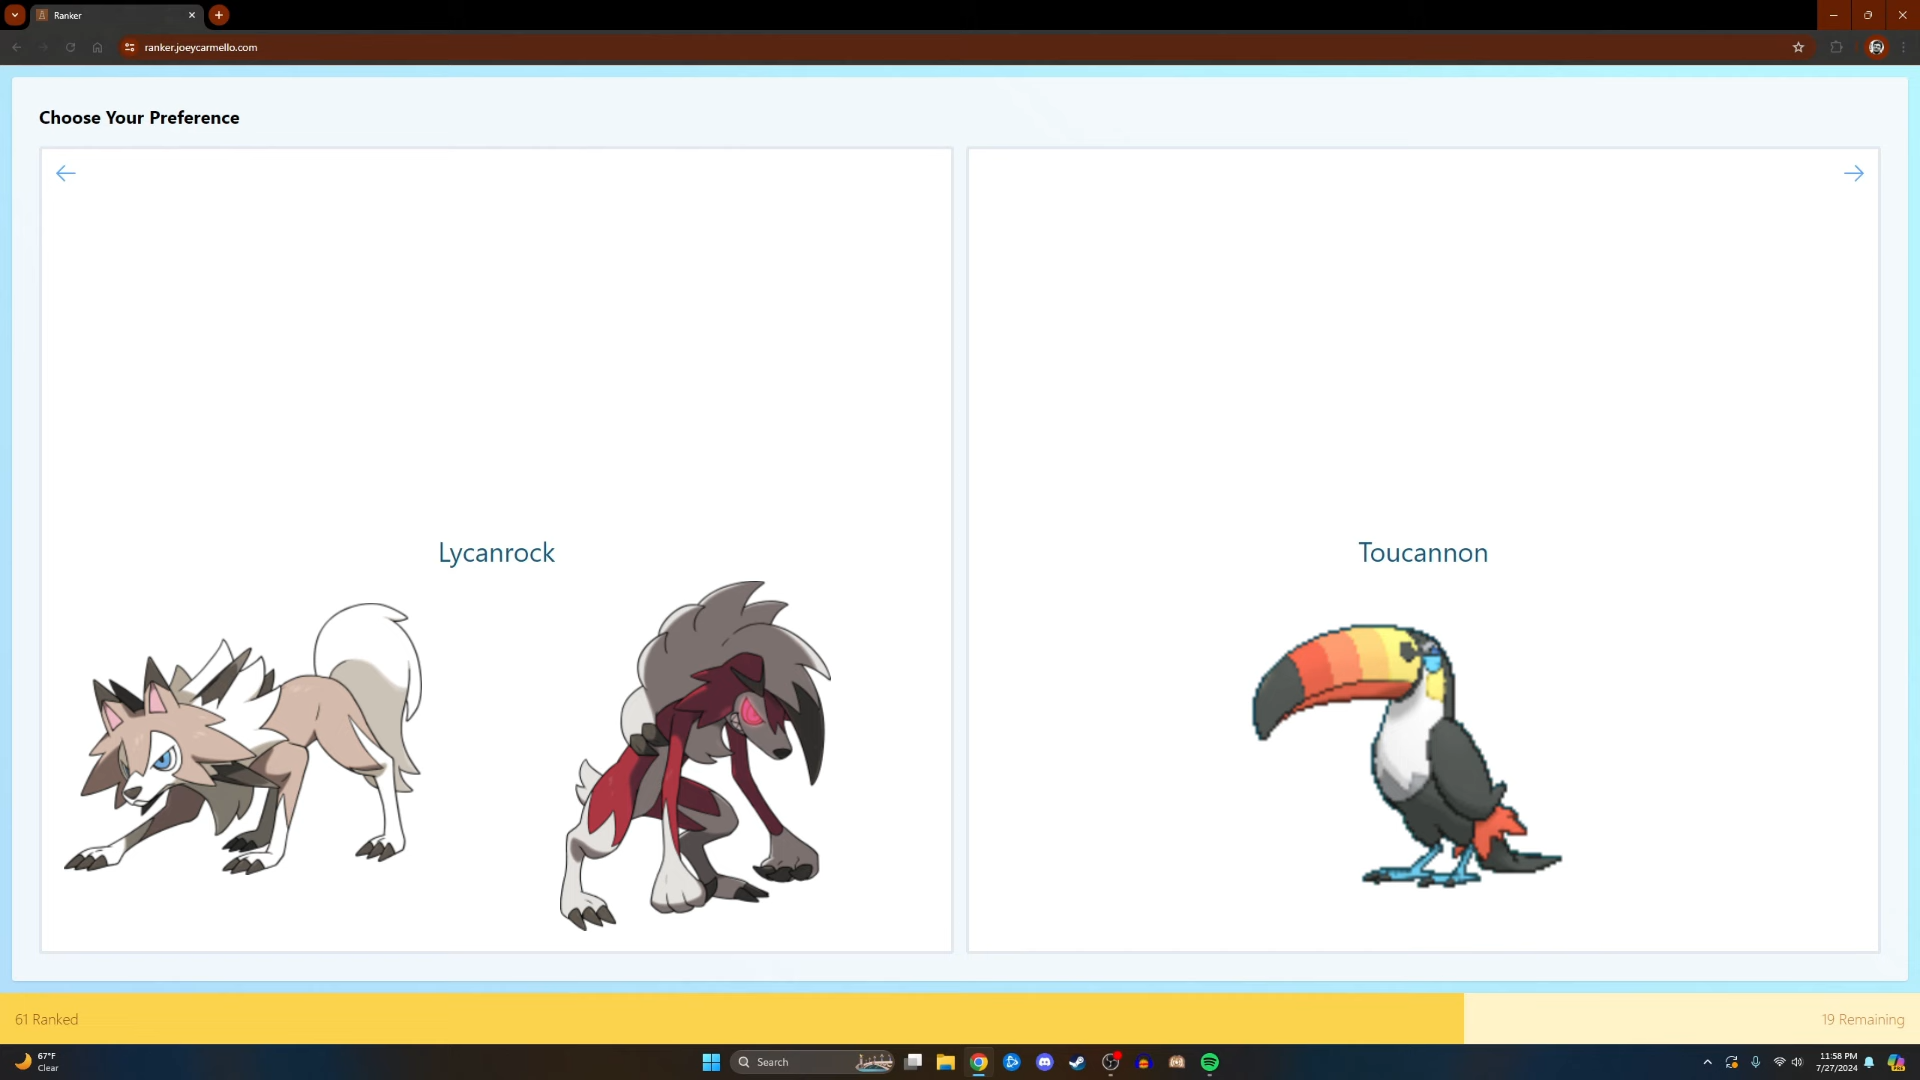 Ranker
ranker.joeycarmello.com
Choose Your Preference
Lycanrock
Toucannon
61 Ranked
19 Remaining
67°F
Clear
Search
11:58 PM
7/27/2024